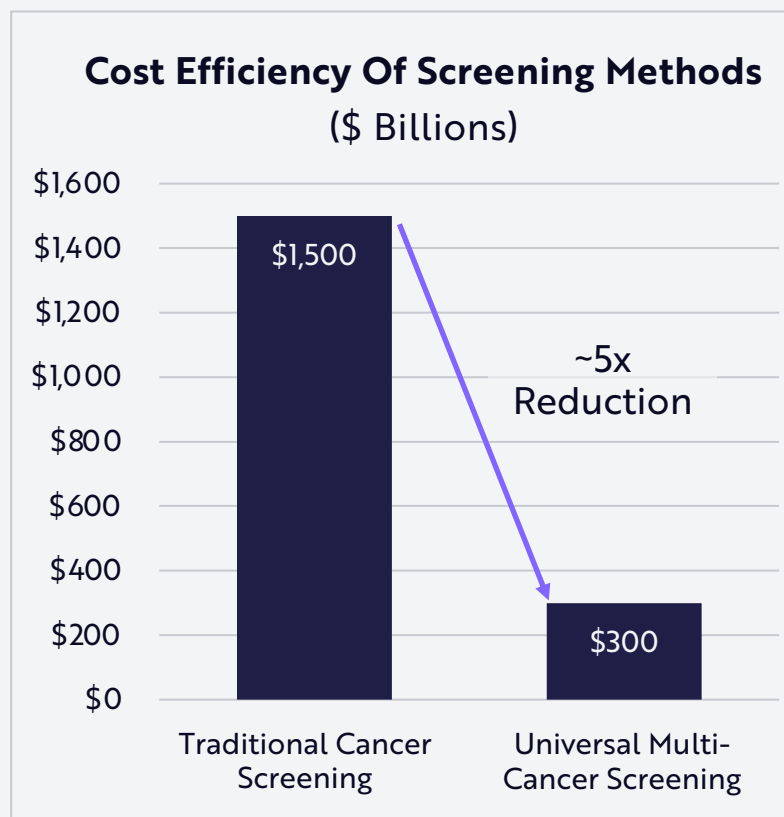 Cost Efficiency Of Screening Methods
($ Billions)
$1,600
$1,400
$1,200
$1,000
$800
$600
$400
$200
$0
$1,500
~5x
Reduction
$300
Traditional Cancer
Screening
Universal Multi-
Cancer Screening